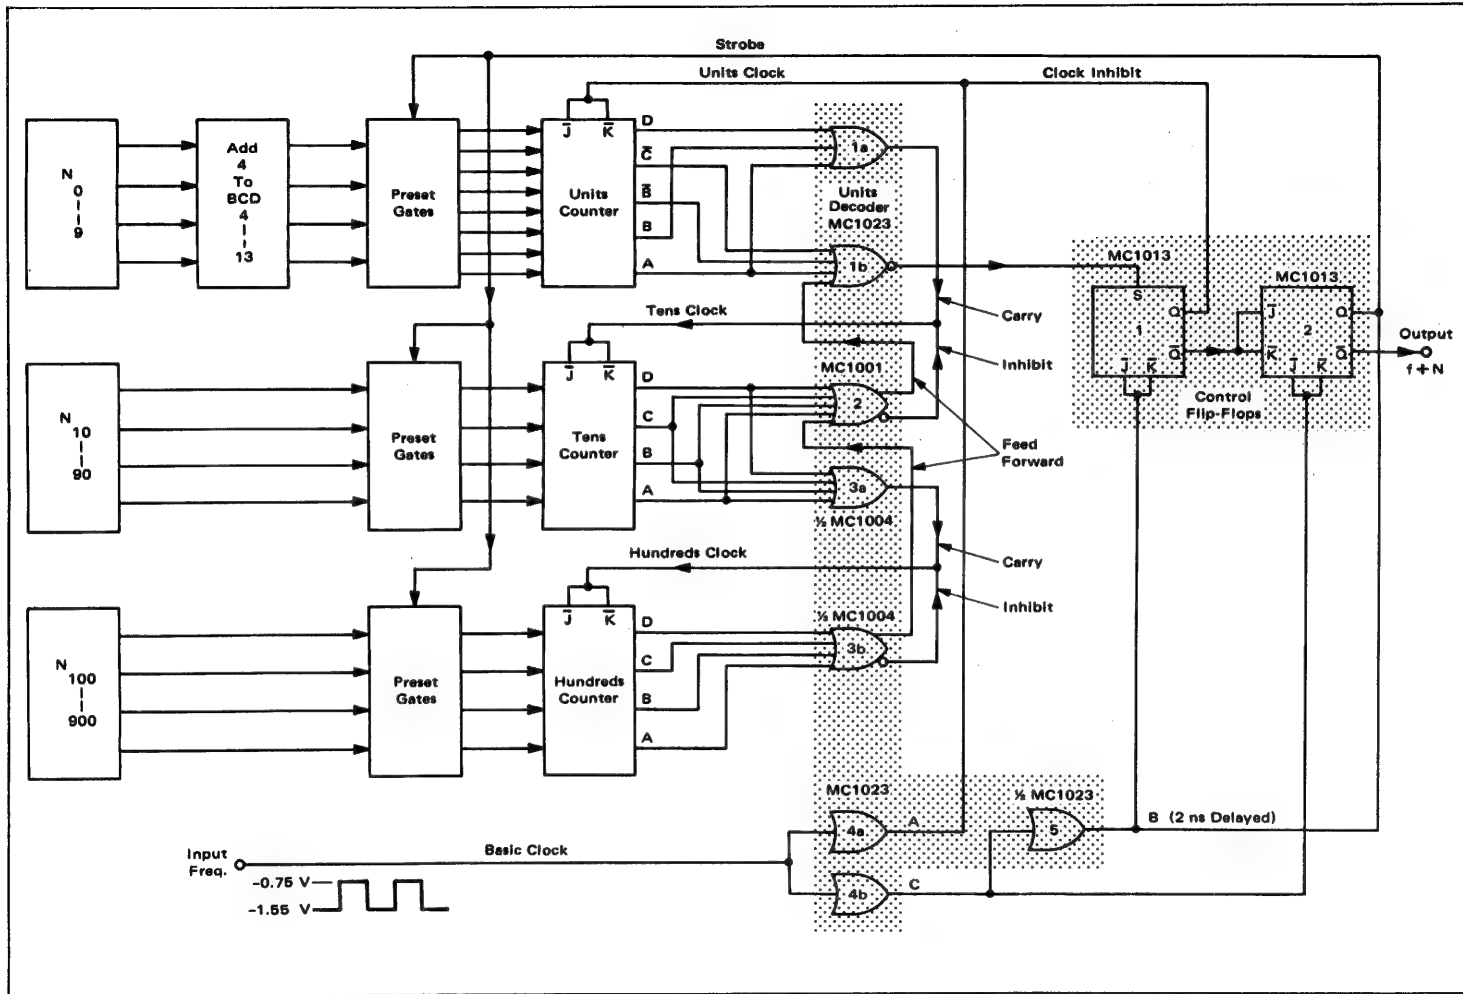 Strobe
Units Clock
Clock Inhibit
N
0
9
Add
4
To
BCD
4
13
Preset
Gates
J̅ K̅
Units
Counter
D
C̅
B̅
B
A
1a
Units
Decoder
MC1023
1b
Carry
Inhibit
Tens Clock
MC1013
S
1
Q
Q̅
J̅ K̅
MC1013
J̅
K̅
2
Q
Q̅
J̅ K̅
Control
Flip-Flops
Output
f ÷ N
N
10
90
Preset
Gates
J̅ K̅
Tens
Counter
D
C
B
A
MC1001
2
3a
½ MC1004
Feed
Forward
Carry
Inhibit
Hundreds Clock
N
100
900
Preset
Gates
J̅ K̅
Hundreds
Counter
D
C
B
A
½ MC1004
3b
MC1023
4a
A
4b
C
½ MC1023
5
B (2 ns Delayed)
Input
Freq.
Basic Clock
-0.75 V
-1.55 V